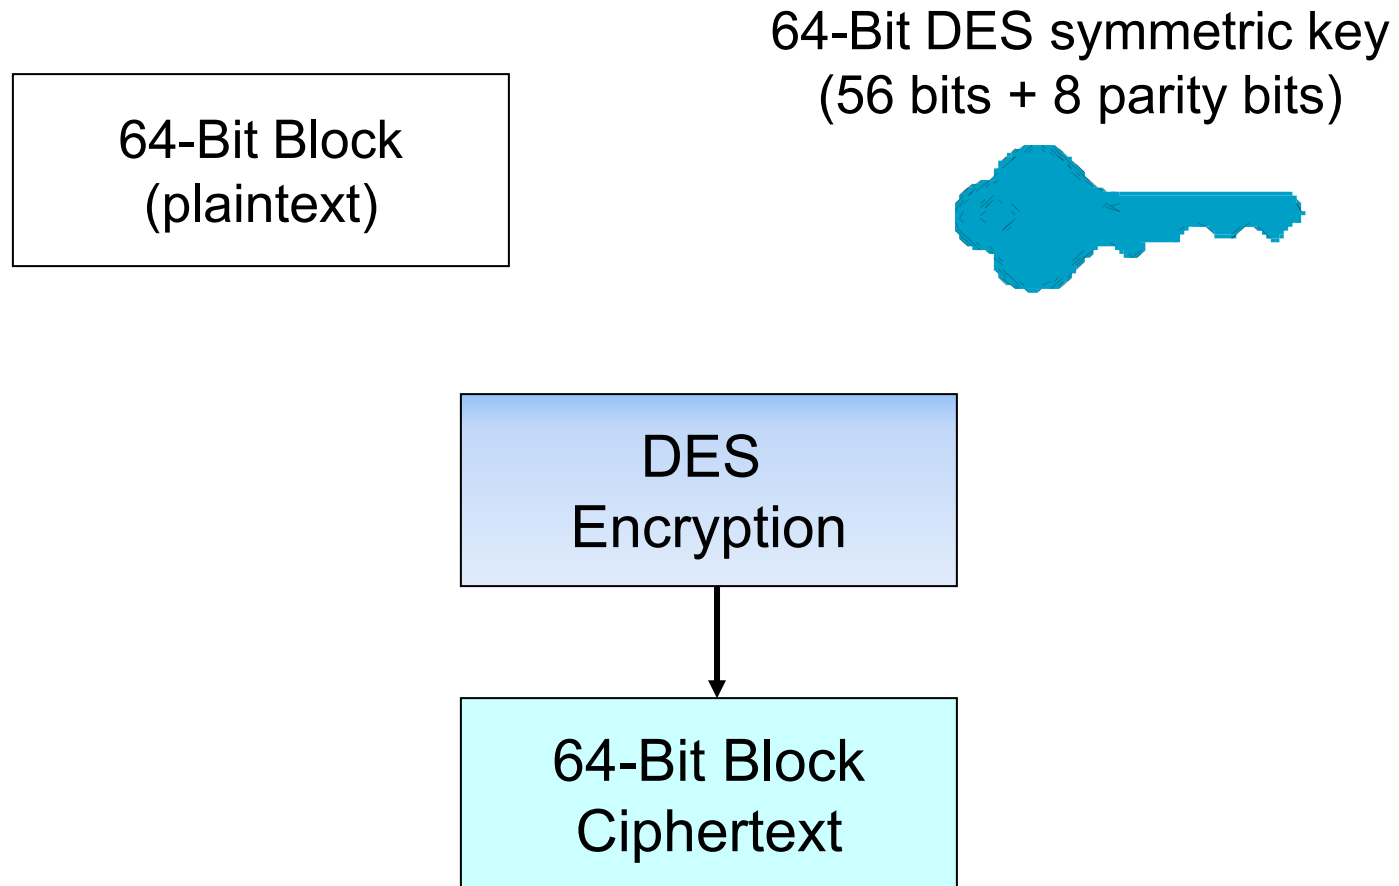 64-Bit DES symmetric key
(56 bits + 8 parity bits)
64-Bit Block
(plaintext)
DES
Encryption
64-Bit Block
Ciphertext